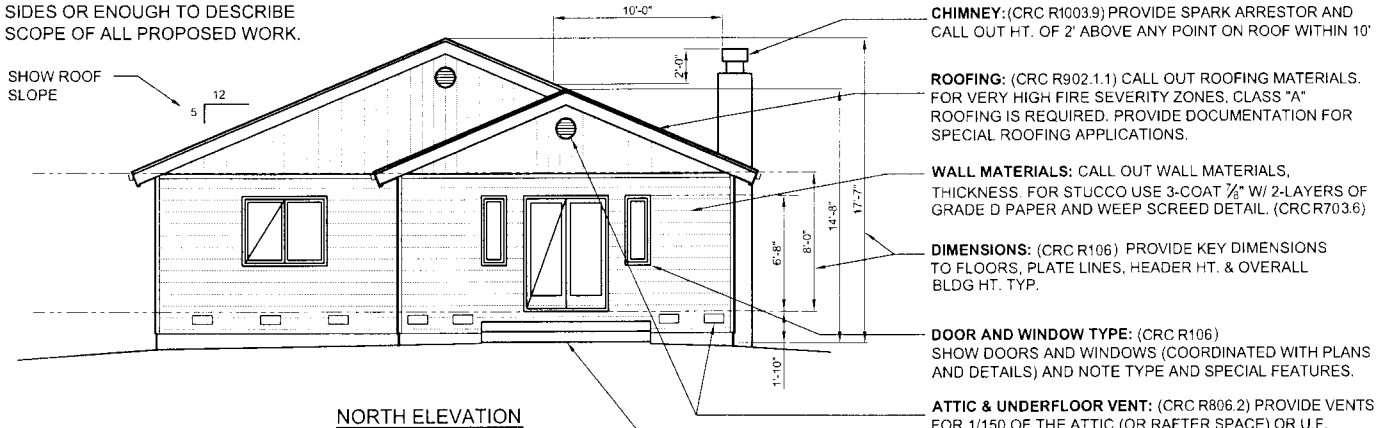 SIDES OR ENOUGH TO DESCRIBE
SCOPE OF ALL PROPOSED WORK.
SHOW ROOF
SLOPE
12
5
10'-0"
2'-0"
14'-8"
17'-7"
6'-8"
8'-0"
1'-10"
NORTH ELEVATION
CHIMNEY:(CRC R1003.9) PROVIDE SPARK ARRESTOR AND
CALL OUT HT. OF 2' ABOVE ANY POINT ON ROOF WITHIN 10'
ROOFING: (CRC R902.1.1) CALL OUT ROOFING MATERIALS.
FOR VERY HIGH FIRE SEVERITY ZONES, CLASS "A"
ROOFING IS REQUIRED. PROVIDE DOCUMENTATION FOR
SPECIAL ROOFING APPLICATIONS.
WALL MATERIALS: CALL OUT WALL MATERIALS,
THICKNESS. FOR STUCCO USE 3-COAT 7/8" W/ 2-LAYERS OF
GRADE D PAPER AND WEEP SCREED DETAIL. (CRC R703.6)
DIMENSIONS: (CRC R106) PROVIDE KEY DIMENSIONS
TO FLOORS, PLATE LINES, HEADER HT. & OVERALL
BLDG HT. TYP.
DOOR AND WINDOW TYPE: (CRC R106)
SHOW DOORS AND WINDOWS (COORDINATED WITH PLANS
AND DETAILS) AND NOTE TYPE AND SPECIAL FEATURES.
ATTIC & UNDERFLOOR VENT: (CRC R806.2) PROVIDE VENTS
FOR 1/150 OF THE ATTIC (OR RAFTER SPACE) OR U.F.